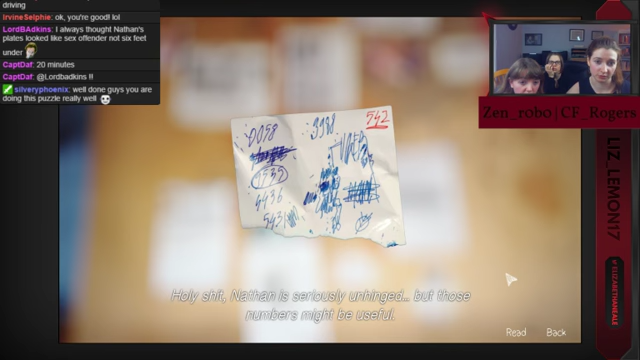 driving
IrvineSelphie: ok, you're good! lol
LordBAdkins: I always thought Nathan's
plates looked like sex offender not six feet
under
CaptDaf: 20 minutes
CaptDaf: @Lordbadkins !!
silveryphoenix: well done guys you are
doing this puzzle really well
Zen_robo|CF_Rogers
LIZ_LEMON17
0058
542
Holy shit, Nathan is seriously unhinged... but those
numbers might be useful.
Read Back